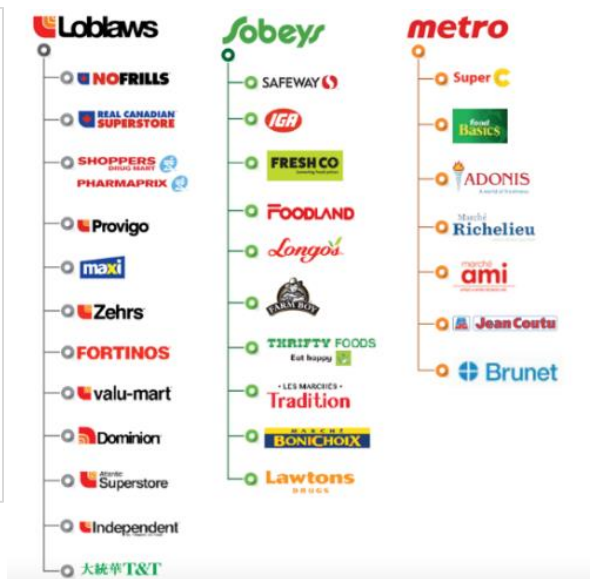 Loblaws
NOFRILLS
REAL CANADIAN
SUPERSTORE
SHOPPERS
DRUG MART
PHARMAPRIX
Provigo
maxi
Zehrs
FORTINOS
valu-mart
Dominion
Atlantic
Superstore
Independent
大統華T&T
Sobeys
SAFEWAY
IGA
FRESHCO
FOODLAND
Longo's
FARM BOY
THRIFTY FOODS
Eat happy
• LES MARCHÉS •
Tradition
MARCHÉ
BONICHOIX
Lawtons
DRUGS
metro
Super C
food
Basics
ADONIS
Marché
Richelieu
marché
ami
Jean Coutu
Brunet